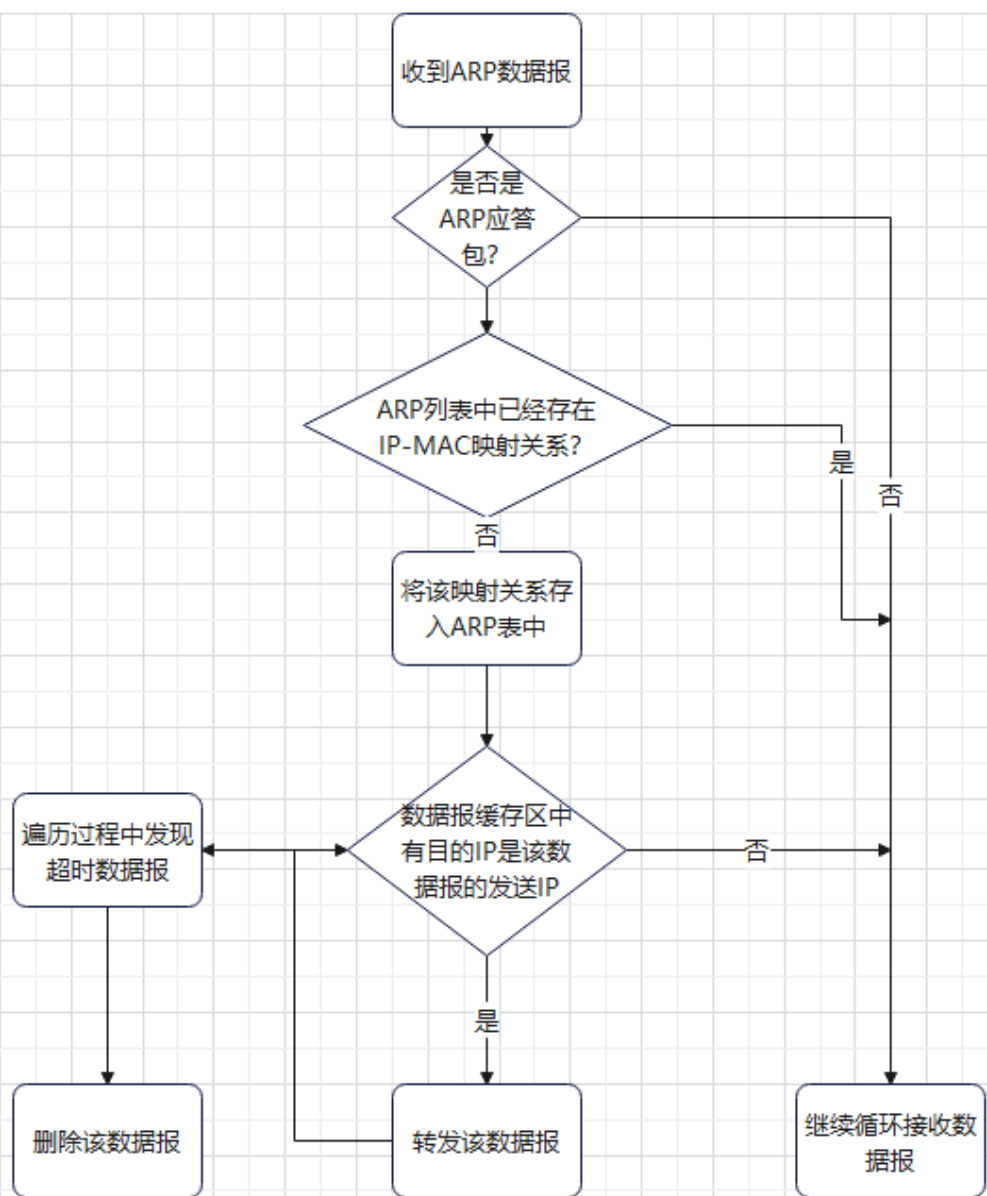 收到ARP数据报
是否是
ARP应答
包?
ARP列表中已经存在
IP-MAC映射关系?
是
否
否
将该映射关系存
入ARP表中
遍历过程中发现
超时数据报
数据报缓存区中
有目的IP是该数
据报的发送IP
否
是
删除该数据报
转发该数据报
继续循环接收数
据报